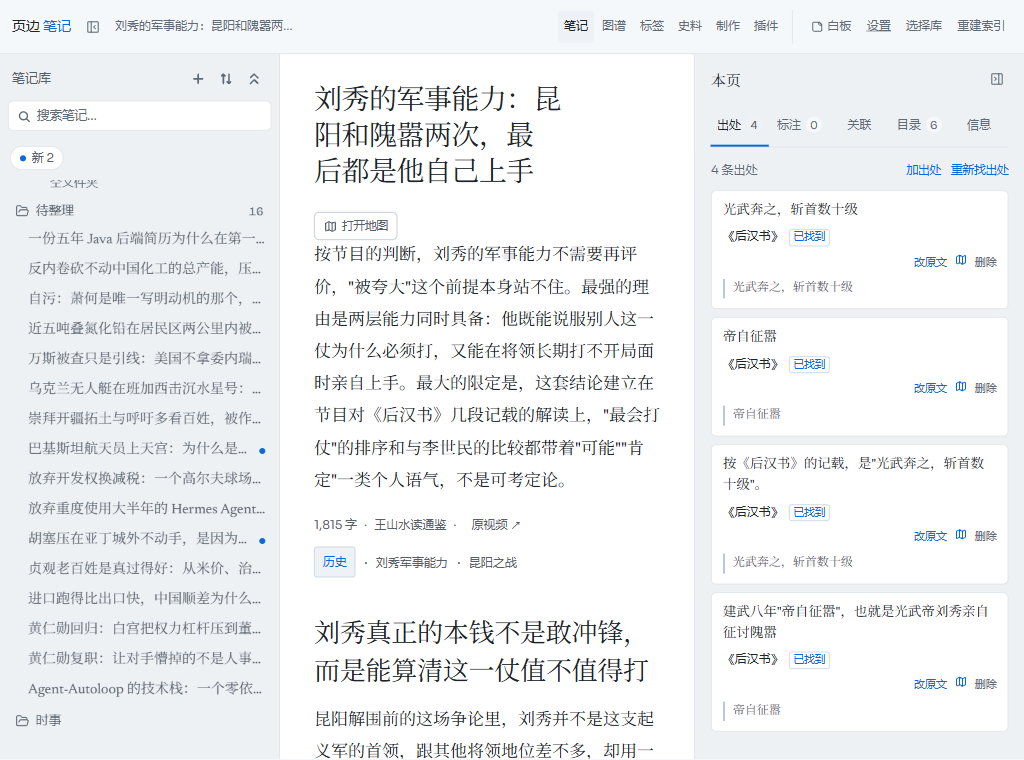 页边 笔记
刘秀的军事能力：昆阳和隗嚣两...
笔记 图谱 标签 史料 制作 插件
白板 设置 选择库 重建索引
笔记库
搜索笔记...
新 2
空文件夹
待整理 16
一份五年 Java 后端简历为什么在第一...
反内卷砍不动中国化工的总产能，压...
自污：萧何是唯一写明动机的那个，...
近五吨叠氮化铅在居民区两公里内被...
万斯被查只是引线：美国不拿委内瑞...
乌克兰无人艇在班加西击沉水星号：...
崇拜开疆拓土与呼吁多看百姓，被作...
巴基斯坦航天员上天宫：为什么是...
放弃开发权换减税：一个高尔夫球场...
放弃重度使用大半年的 Hermes Agent...
胡塞压在亚丁城外不动手，是因为...
贞观老百姓是真过得好：从米价、治...
进口跑得比出口快，中国顺差为什么...
黄仁勋回归：白宫把权力杠杆压到董...
黄仁勋复职：让对手懵掉的不是人事...
Agent-Autoloop 的技术栈：一个零依...
时事
刘秀的军事能力：昆
阳和隗嚣两次，最
后都是他自己上手
打开地图
按节目的判断，刘秀的军事能力不需要再评
价，"被夸大"这个前提本身站不住。最强的理
由是两层能力同时具备：他既能说服别人这一
仗为什么必须打，又能在将领长期打不开局面
时亲自上手。最大的限定是，这套结论建立在
节目对《后汉书》几段记载的解读上，"最会打
仗"的排序和与李世民的比较都带着"可能""肯
定"一类个人语气，不是可考定论。
1,815 字 · 王山水读通鉴 · 原视频 ↗
历史 · 刘秀军事能力 · 昆阳之战
刘秀真正的本钱不是敢冲锋，
而是能算清这一仗值不值得打
昆阳解围前的这场争论里，刘秀并不是这支起
义军的首领，跟其他将领地位差不多，却用一
本页
出处 4 标注 0 关联 目录 6 信息
4 条出处 加出处 重新找出处
光武奔之，斩首数十级
《后汉书》 已找到
改原文 删除
光武奔之，斩首数十级
帝自征嚣
《后汉书》 已找到
改原文 删除
帝自征嚣
按《后汉书》的记载，是"光武奔之，斩首数
十级"。
《后汉书》 已找到
改原文 删除
光武奔之，斩首数十级
建武八年"帝自征嚣"，也就是光武帝刘秀亲自
征讨隗嚣
《后汉书》 已找到
改原文 删除
帝自征嚣